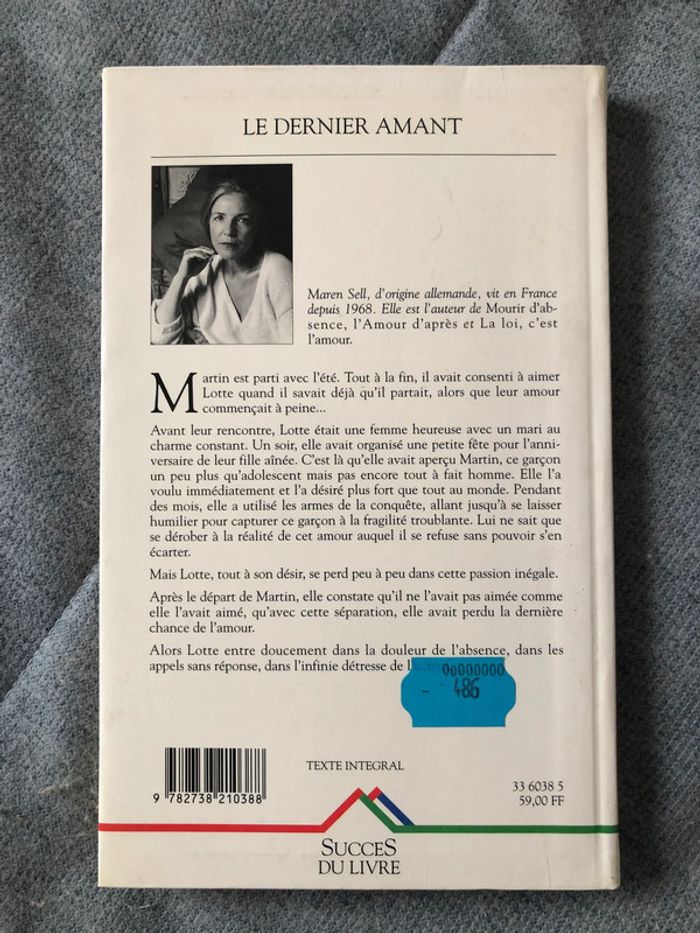 LE DERNIER AMANT
Maren Sell, d'origine allemande, vit en France
depuis 1968. Elle est l'auteur de Mourir d'ab-
sence, l'Amour d'après et La loi, c'est
l'amour.
Martin est parti avec l'été. Tout à la fin, il avait consenti à aimer
Lotte quand il savait déjà qu'il partait, alors que leur amour
commençait à peine...
Avant leur rencontre, Lotte était une femme heureuse avec un mari au
charme constant. Un soir, elle avait organisé une petite fête pour l'anni-
versaire de leur fille aînée. C'est là qu'elle avait aperçu Martin, ce garçon
un peu plus qu'adolescent mais pas encore tout à fait homme. Elle l'a
voulu immédiatement et l'a désiré plus fort que tout au monde. Pendant
des mois, elle a utilisé les armes de la conquête, allant jusqu'à se laisser
humilier pour capturer ce garçon à la fragilité troublante. Lui ne sait que
se dérober à la réalité de cet amour auquel il se refuse sans pouvoir s'en
écarter.
Mais Lotte, tout à son désir, se perd peu à peu dans cette passion inégale.
Après le départ de Martin, elle constate qu'il ne l'avait pas aimée comme
elle l'avait aimé, qu'avec cette séparation, elle avait perdu la dernière
chance de l'amour.
Alors Lotte entre doucement dans la douleur de l'absence, dans les
appels sans réponse, dans l'infinie détresse de
00000000
- 486
TEXTE INTEGRAL
9 782738 210388
33 6038 5
59,00 FF
SUCCES
DU LIVRE